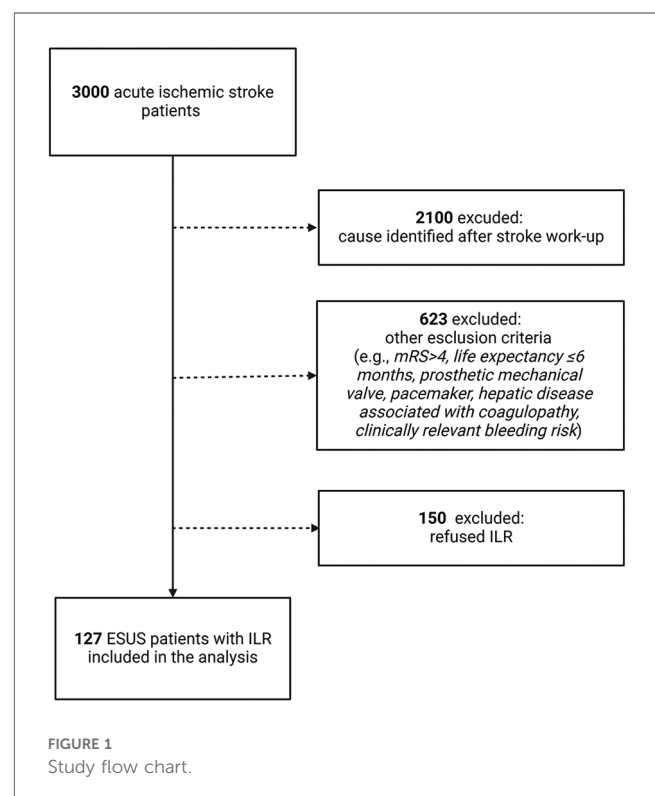 3000 acute ischemic stroke
patients
2100 excuded:
cause identified after stroke work-up
623 excluded:
other esclusion criteria
(e.g., mRS>4, life expectancy ≤6
months, prosthetic mechanical
valve, pacemaker, hepatic disease
associated with coagulopathy,
clinically relevant bleeding risk)
150 excluded:
refused ILR
127 ESUS patients with ILR
included in the analysis
FIGURE 1
Study flow chart.